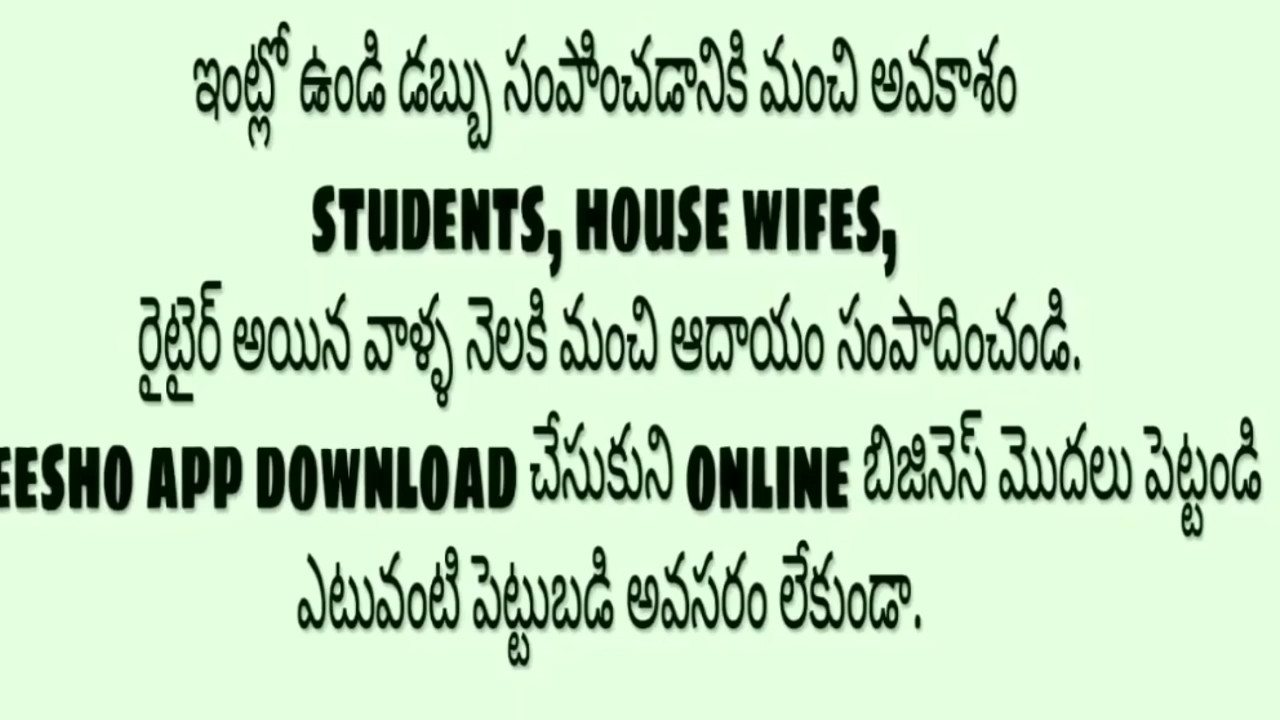 ఇంట్లో ఉండి డబ్బు సంపాించడానికి మంచి అవకాశం
STUDENTS, HOUSE WIFES,
రైటైర్ అయిన వాళ్ళు నెలకి మంచి ఆదాయం సంపాదించండి.
EESHO APP DOWNLOAD చేసుకుని ONLINE బిజినెస్ మొదలు పెట్టండి
ఎటువంటి పెట్టుబడి అవసరం లేకుండా.